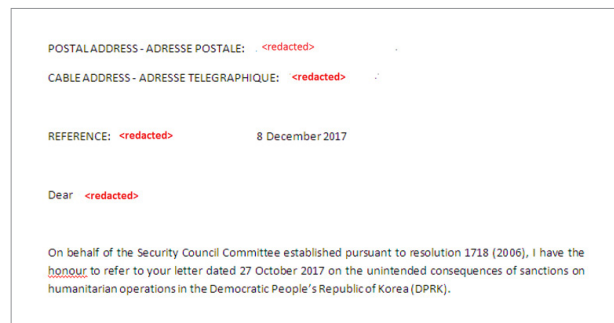 POSTAL ADDRESS - ADRESSE POSTALE: <redacted>
CABLE ADDRESS - ADRESSE TELEGRAPHIQUE: <redacted>
REFERENCE: <redacted> 8 December 2017
Dear <redacted>
On behalf of the Security Council Committee established pursuant to resolution 1718 (2006), I have the
honour to refer to your letter dated 27 October 2017 on the unintended consequences of sanctions on
humanitarian operations in the Democratic People's Republic of Korea (DPRK).